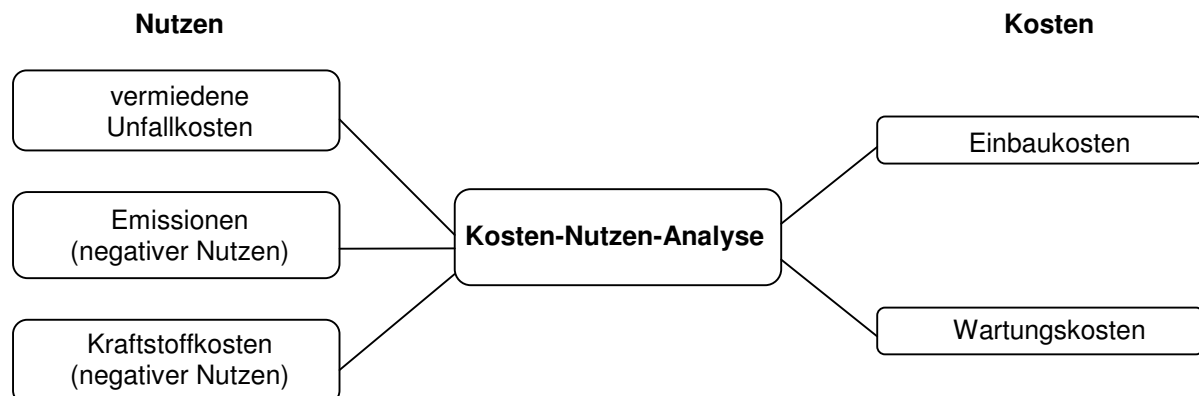 Nutzen
Kosten
vermiedene
Unfallkosten
Emissionen
(negativer Nutzen)
Kraftstoffkosten
(negativer Nutzen)
Kosten-Nutzen-Analyse
Einbaukosten
Wartungskosten